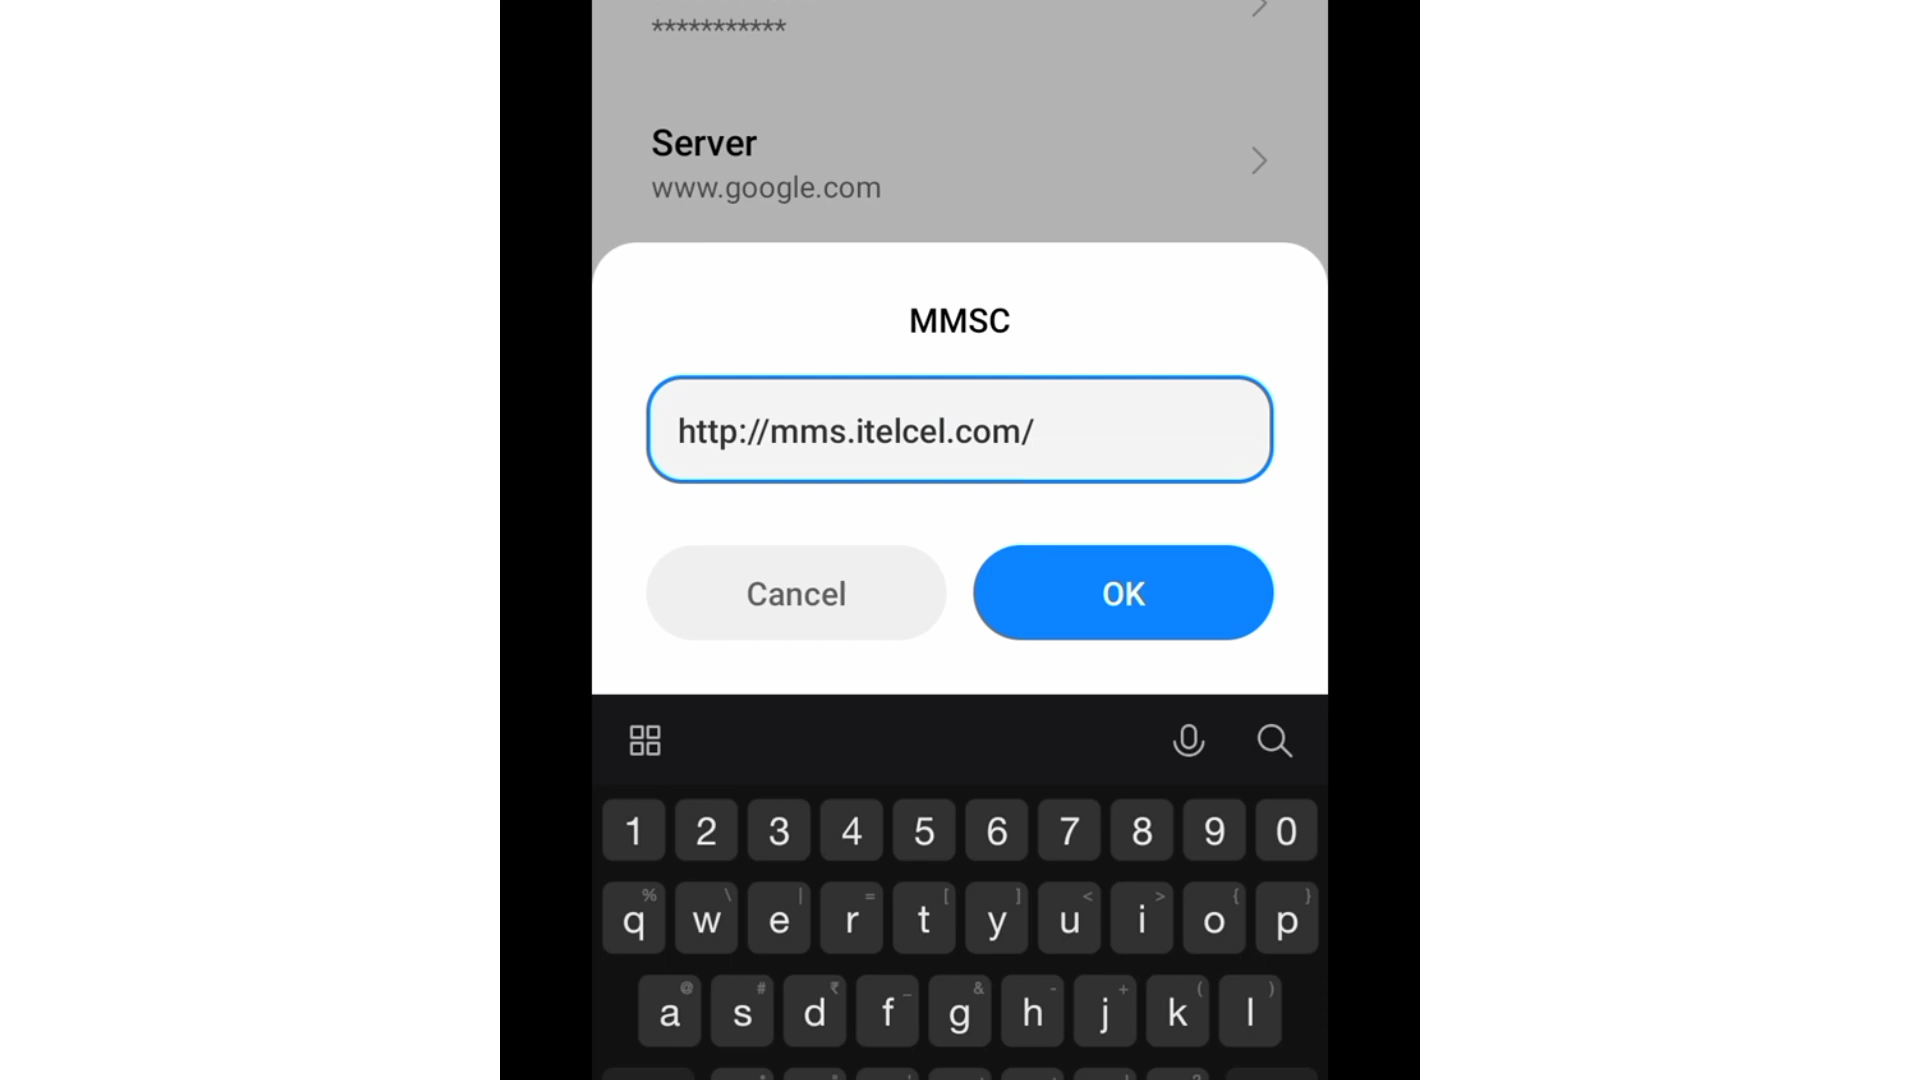 ***********
Server
www.google.com
MMSC
http://mms.itelcel.com/
Cancel
OK
1 2 3 4 5 6 7 8 9 0
% \ | = [ ] < > { }
q w e r t y u i o p
@ # ₹ _ & - + ( )
a s d f g h j k l